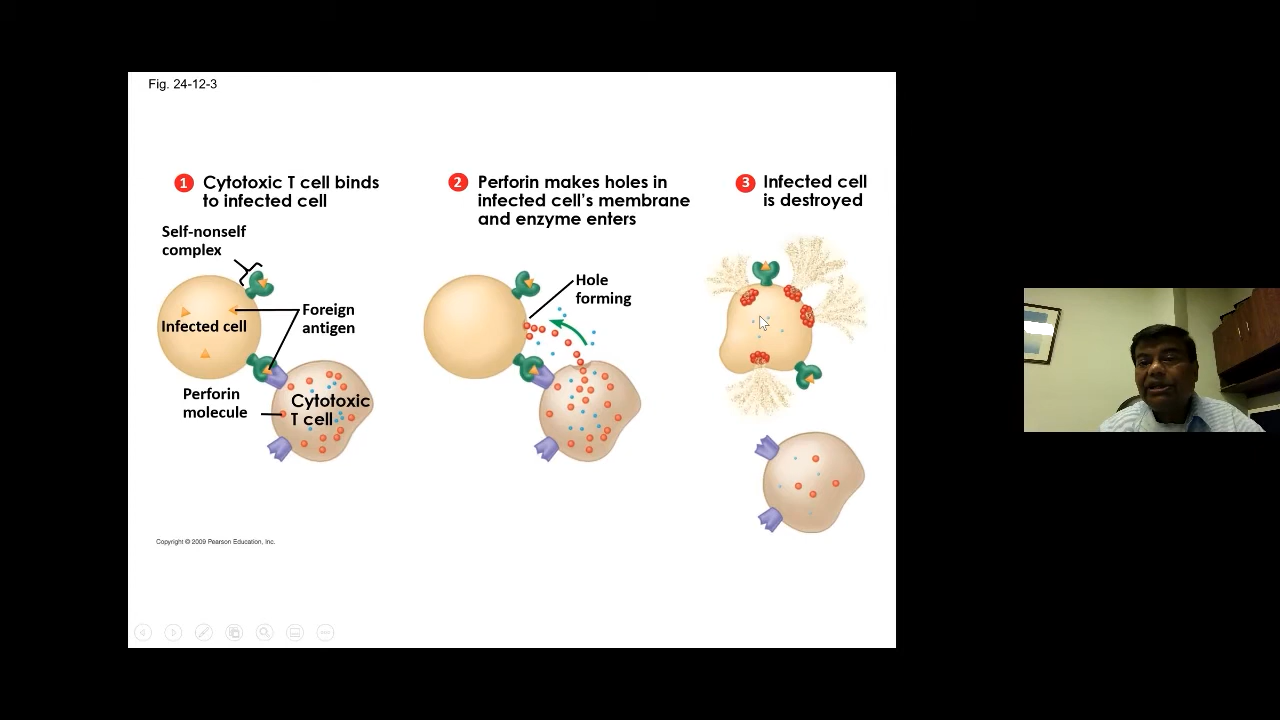 Fig. 24-12-3
1 Cytotoxic T cell binds
to infected cell
Self-nonself
complex
Infected cell
Foreign
antigen
Perforin
molecule
Cytotoxic
T cell
2 Perforin makes holes in
infected cell’s membrane
and enzyme enters
Hole
forming
3 Infected cell
is destroyed
Copyright © 2009 Pearson Education, Inc.